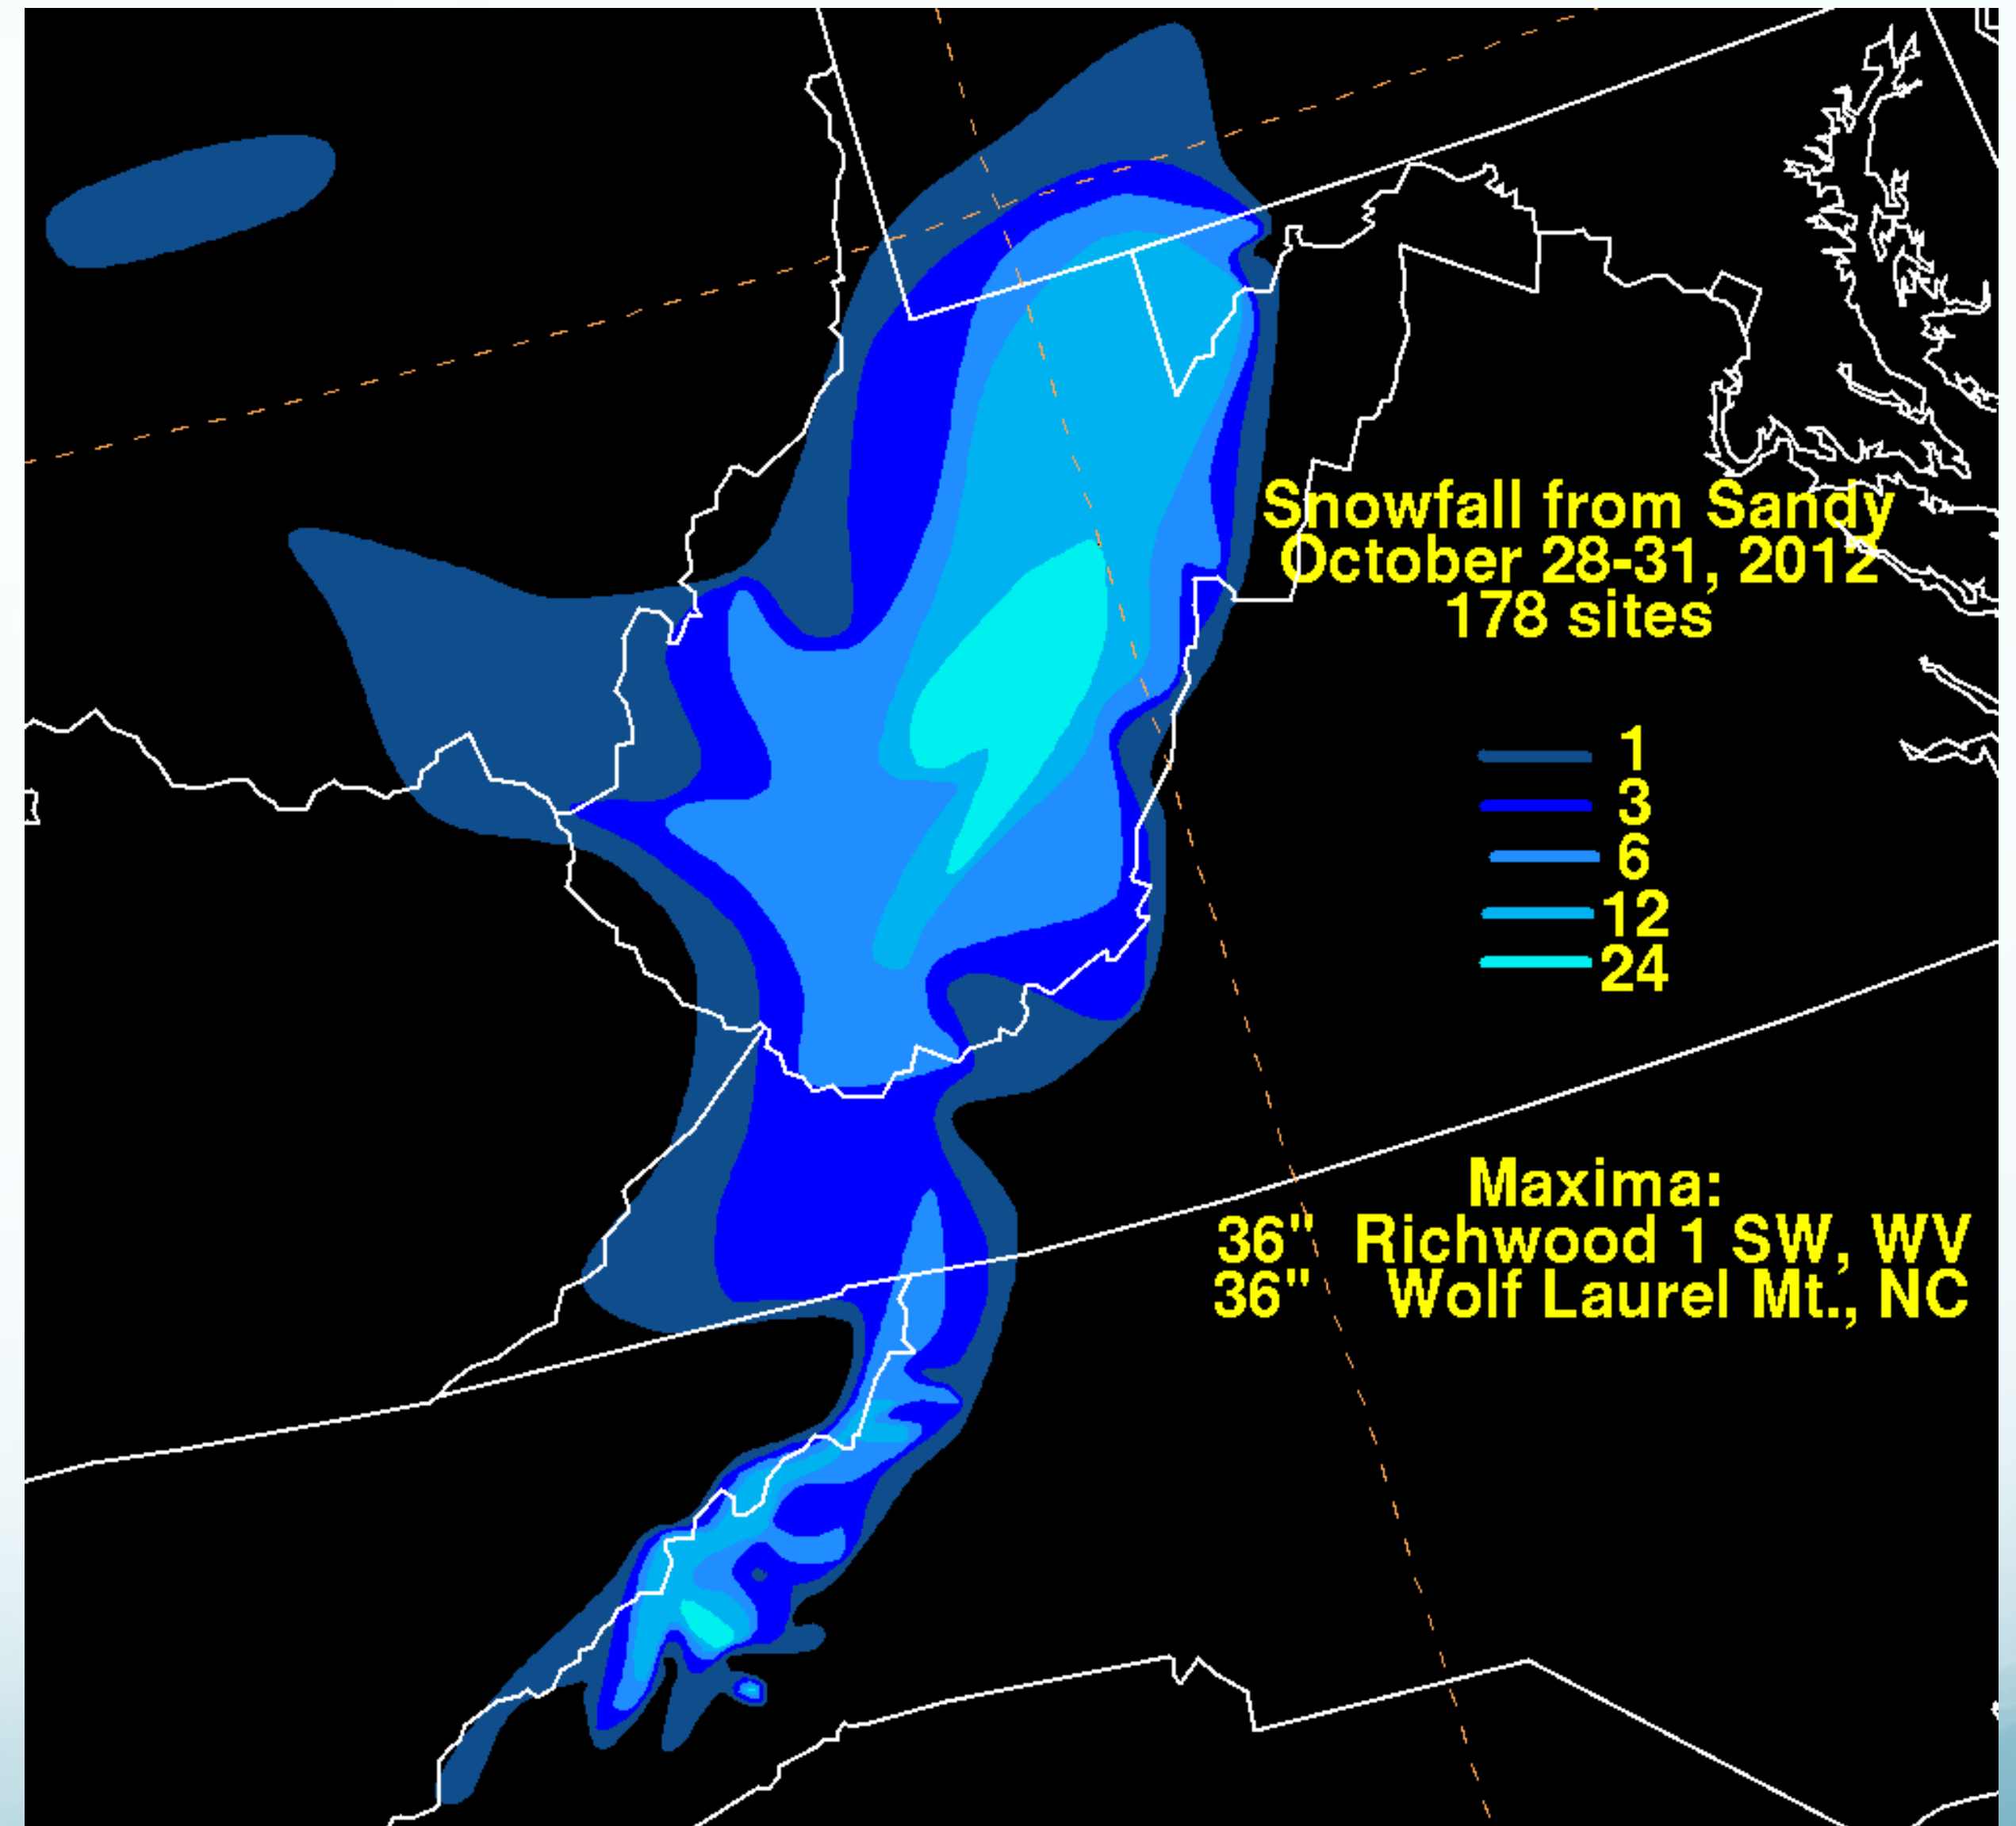 Snowfall from Sandy
October 28-31, 2012
178 sites
1
3
6
12
24
Maxima:
36" Richwood 1 SW, WV
36" Wolf Laurel Mt., NC